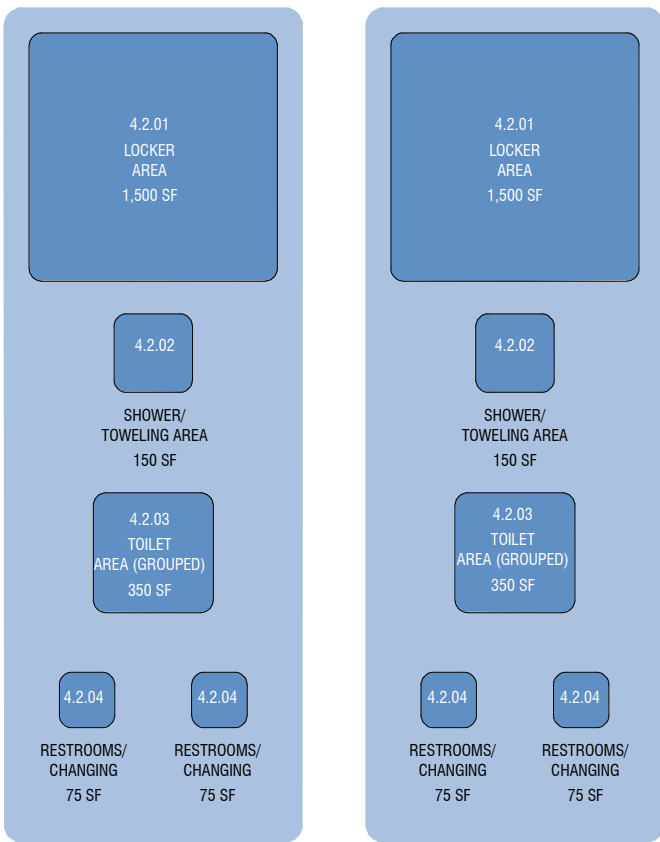 4.2.01
LOCKER
AREA
1,500 SF
4.2.02
SHOWER/
TOWELING AREA
150 SF
4.2.03
TOILET
AREA (GROUPED)
350 SF
4.2.04
RESTROOMS/
CHANGING
75 SF
4.2.04
RESTROOMS/
CHANGING
75 SF
4.2.01
LOCKER
AREA
1,500 SF
4.2.02
SHOWER/
TOWELING AREA
150 SF
4.2.03
TOILET
AREA (GROUPED)
350 SF
4.2.04
RESTROOMS/
CHANGING
75 SF
4.2.04
RESTROOMS/
CHANGING
75 SF